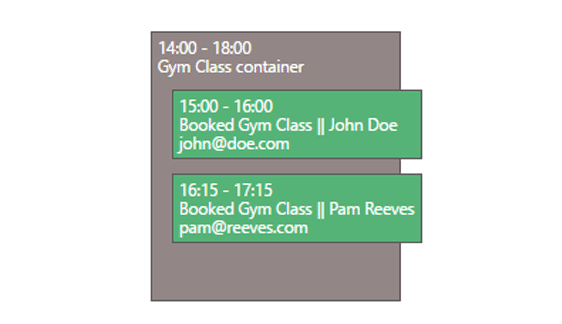 14:00 - 18:00
Gym Class container
15:00 - 16:00
Booked Gym Class || John Doe
john@doe.com
16:15 - 17:15
Booked Gym Class || Pam Reeves
pam@reeves.com